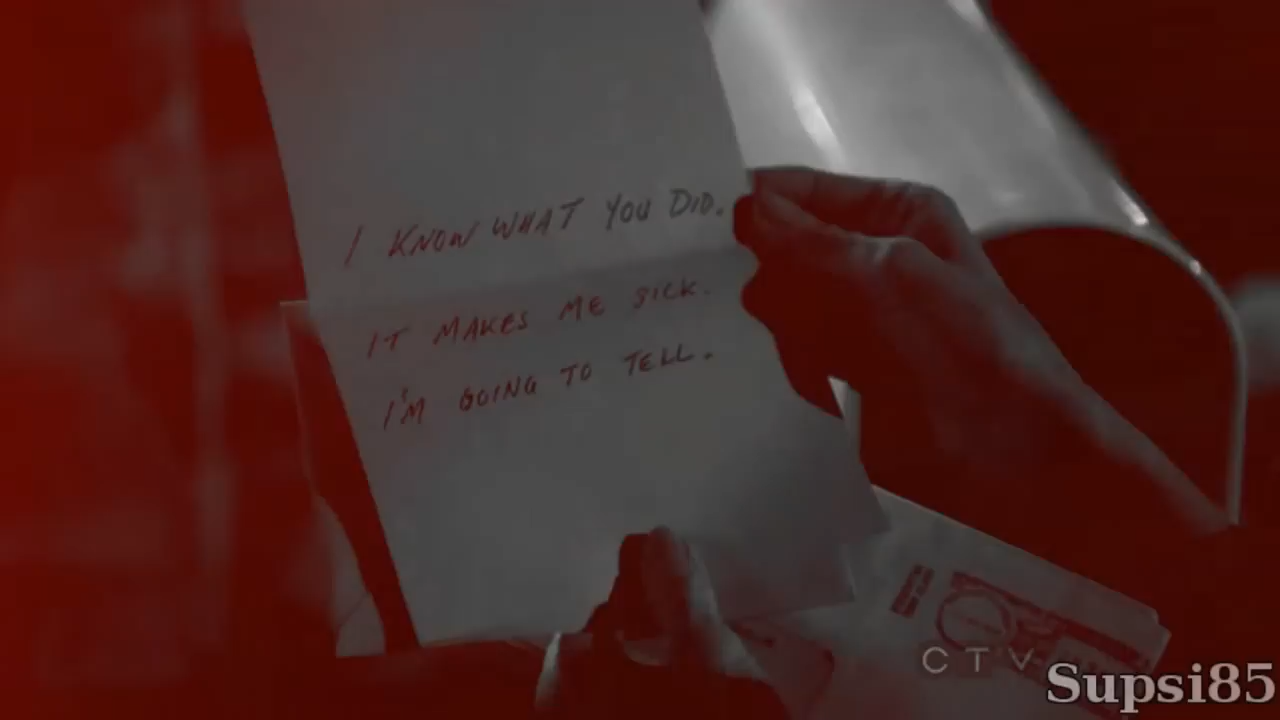 I KNOW WHAT YOU DID.
IT MAKES ME SICK.
I'M GOING TO TELL.
CTV
Supsi85